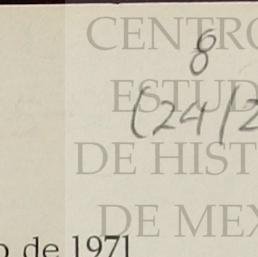 CENTRO
8
ESTUD
(24/2
DE HIST
DE MEX
o de 1971